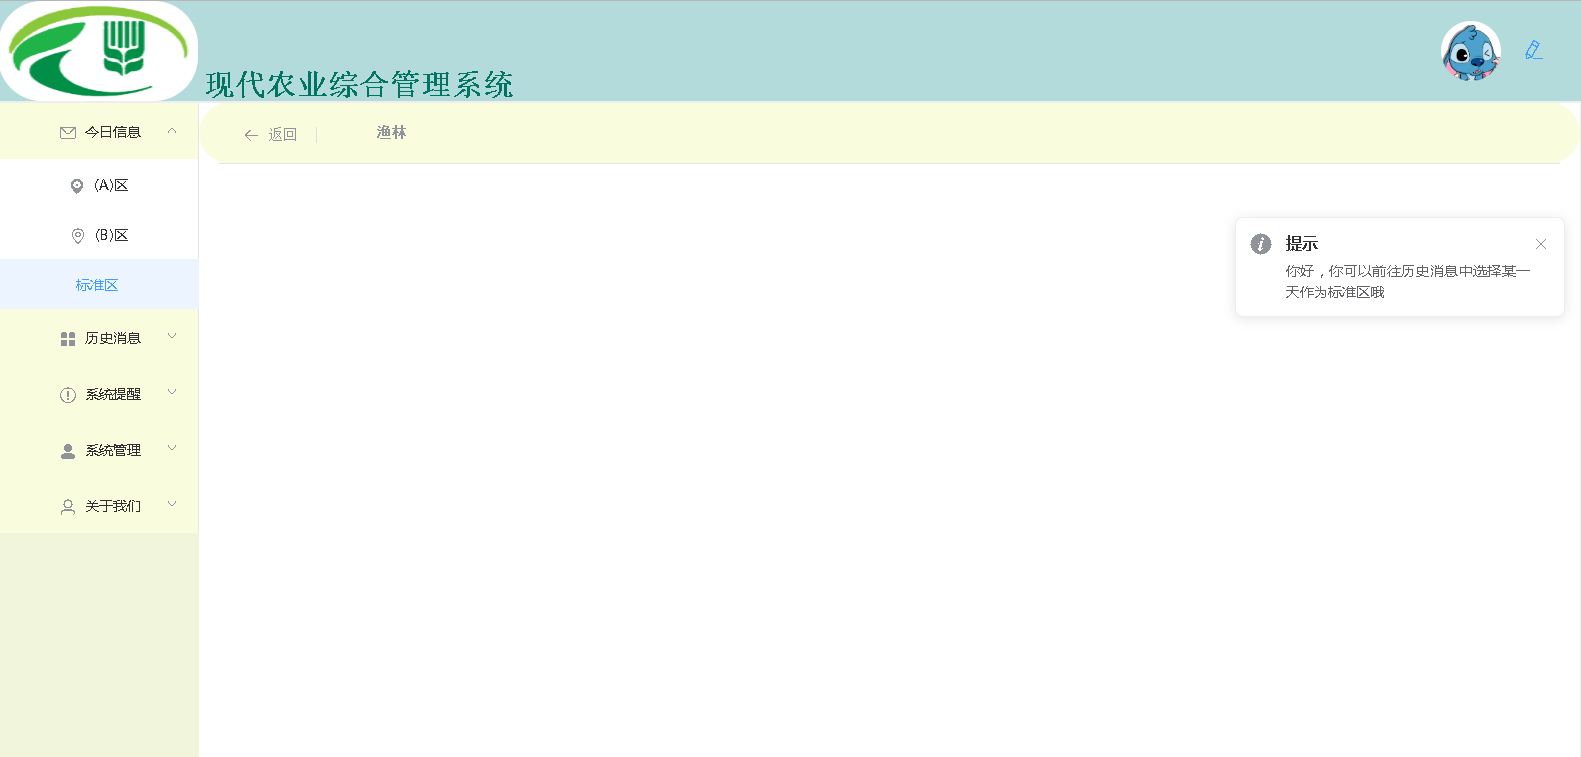 现代农业综合管理系统
今日信息
返回
渔林
(A)区
(B)区
标准区
历史消息
系统提醒
系统管理
关于我们
提示
你好，你可以前往历史消息中选择某一
天作为标准区哦